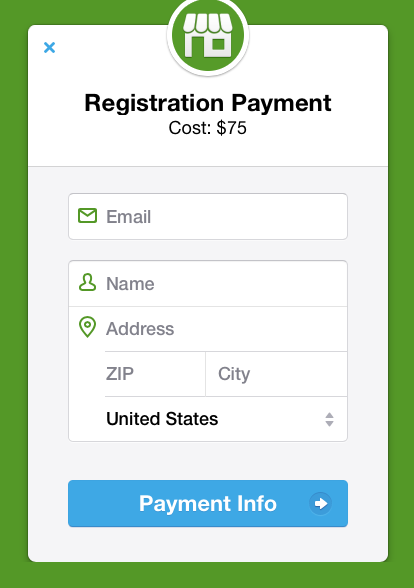 Registration Payment
Cost: $75
Email
Name
Address
ZIP City
United States
Payment Info